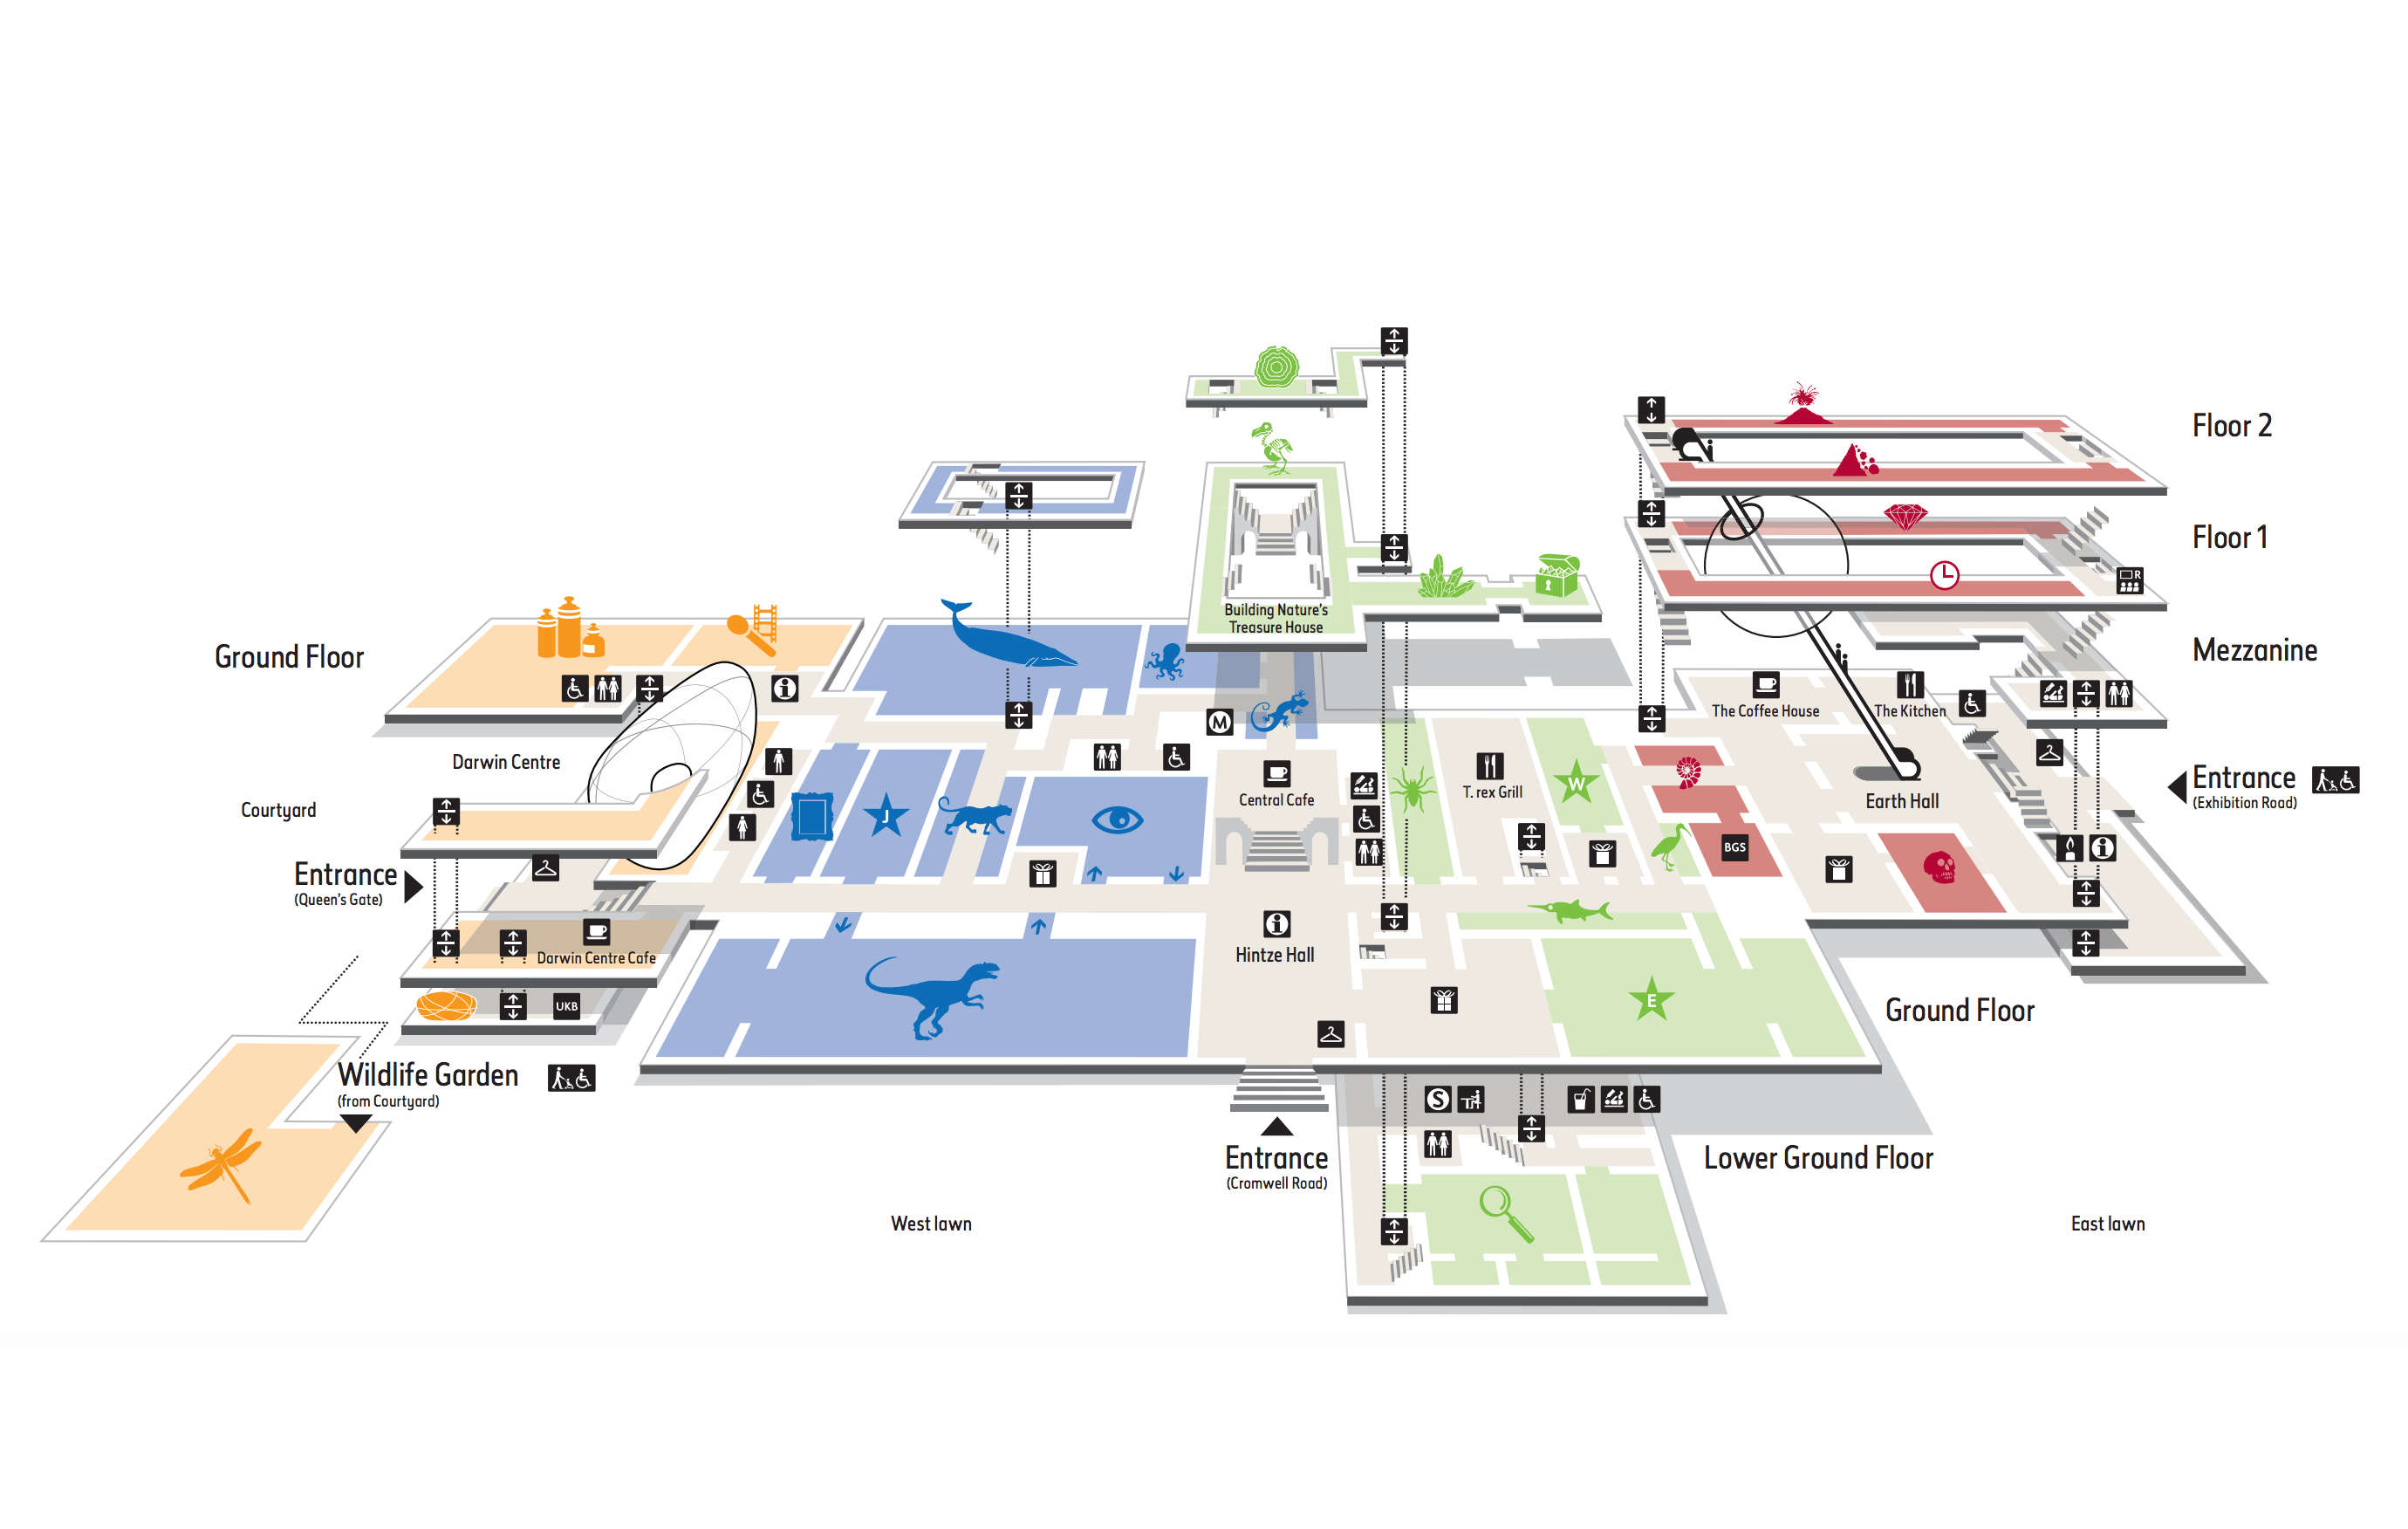 Floor 2
Floor 1
R
Building Nature's
Treasure House
Ground Floor
Mezzanine
The Coffee House
The Kitchen
M
Darwin Centre
Courtyard
Central Cafe
T. rex Grill
W
J
Earth Hall
Entrance
(Exhibition Road)
BGS
Entrance
(Queen's Gate)
Darwin Centre Cafe
Hintze Hall
UKB
E
Ground Floor
Wildlife Garden
(from Courtyard)
S
Entrance
(Cromwell Road)
Lower Ground Floor
West lawn
East lawn